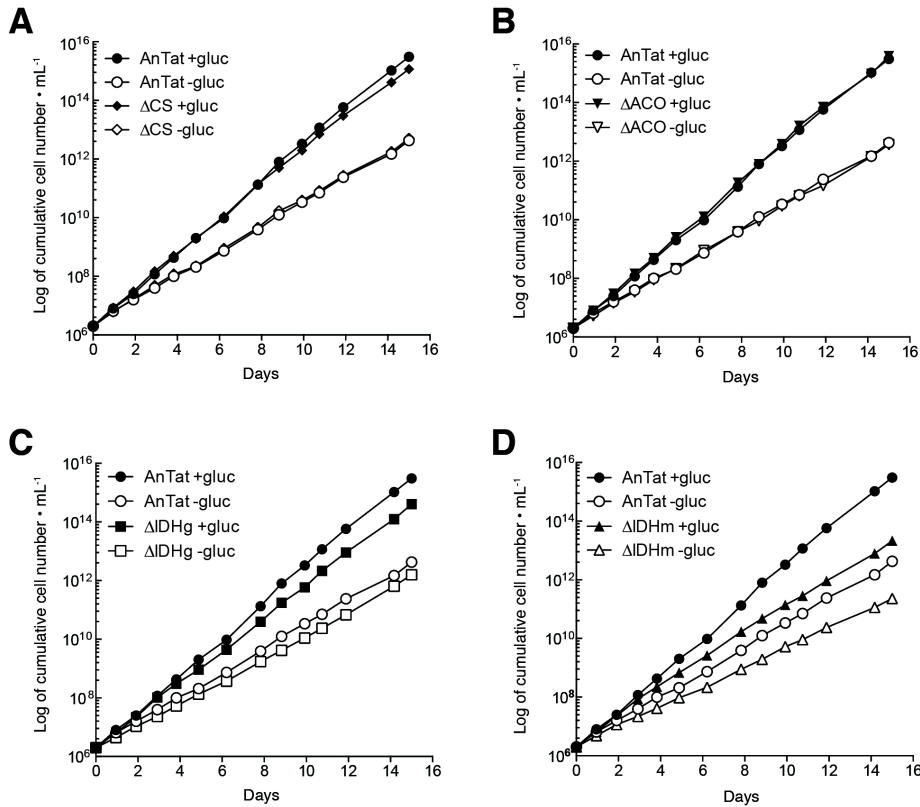 A
Log of cumulative cell number • mL-1
10^16
10^14
10^12
10^10
10^8
10^6
AnTat +gluc
AnTat -gluc
ΔCS +gluc
ΔCS -gluc
0 2 4 6 8 10 12 14 16
Days
B
Log of cumulative cell number • mL-1
10^16
10^14
10^12
10^10
10^8
10^6
AnTat +gluc
AnTat -gluc
ΔACO +gluc
ΔACO -gluc
0 2 4 6 8 10 12 14 16
Days
C
Log of cumulative cell number • mL-1
10^16
10^14
10^12
10^10
10^8
10^6
AnTat +gluc
AnTat -gluc
ΔIDHg +gluc
ΔIDHg -gluc
0 2 4 6 8 10 12 14 16
Days
D
Log of cumulative cell number • mL-1
10^16
10^14
10^12
10^10
10^8
10^6
AnTat +gluc
AnTat -gluc
ΔIDHm +gluc
ΔIDHm -gluc
0 2 4 6 8 10 12 14 16
Days